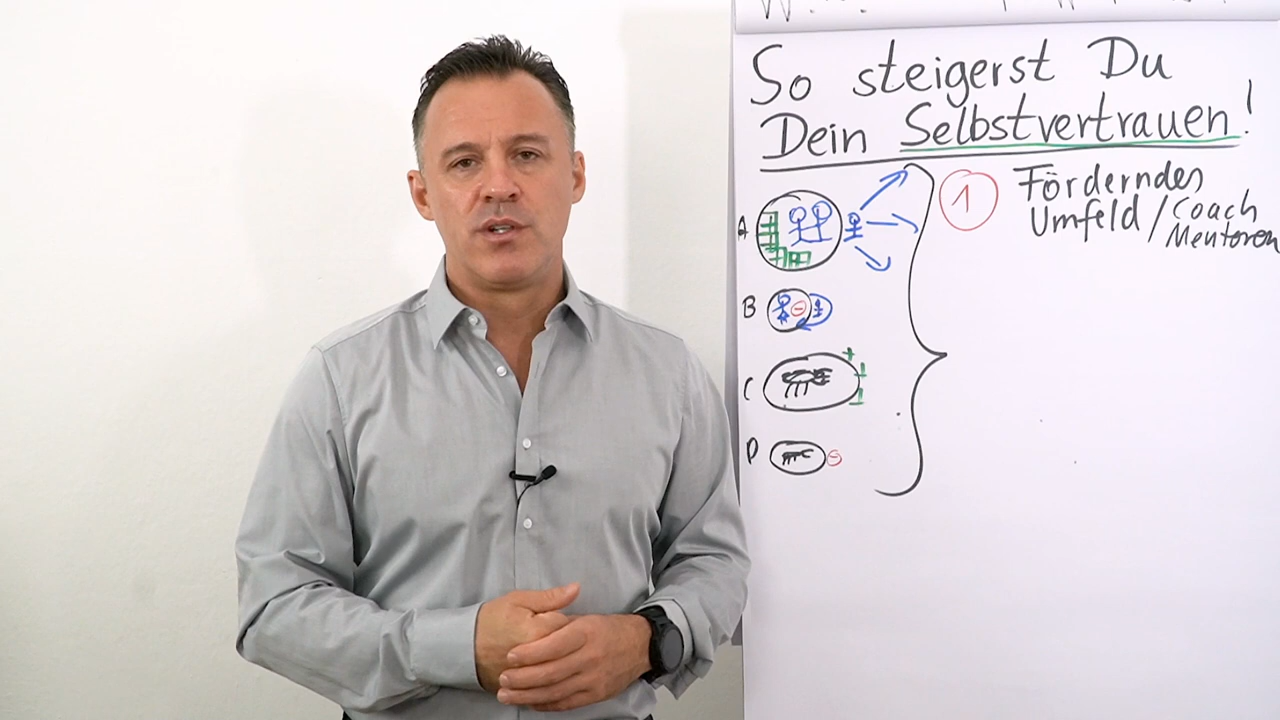 So steigerst Du
Dein Selbstvertrauen!
A
1
Förderndes
Umfeld / Coach
Mentoren
B
C
D